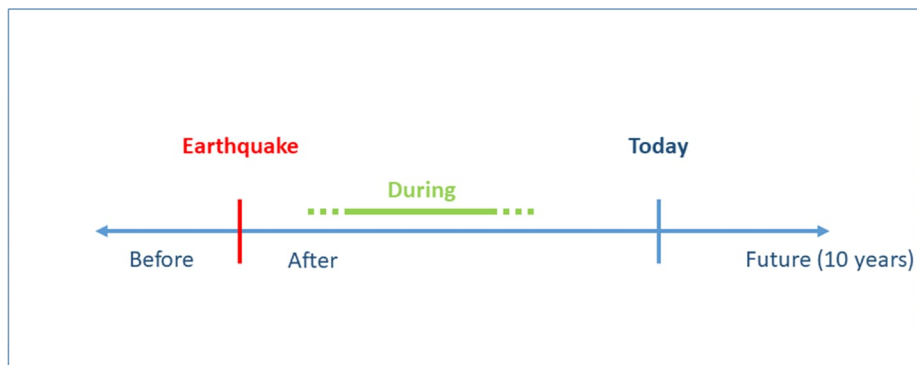 Earthquake
Today
During
Before
After
Future (10 years)